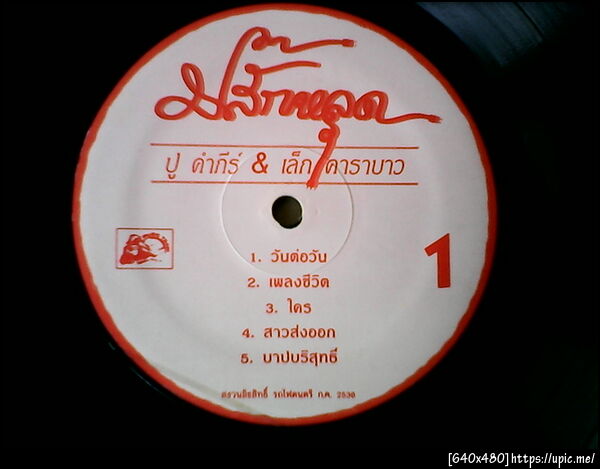 ปู คำภีร์ & เล็ก คาราบาว
1. วันต่อวัน
2. เพลงชีวิต
3. ใคร
4. สาวส่งออก
5. บาปบริสุทธิ์
1
สงวนลิขสิทธิ์ รถไฟดนตรี ก.ค. 2530
[640x480]https://upic.me/